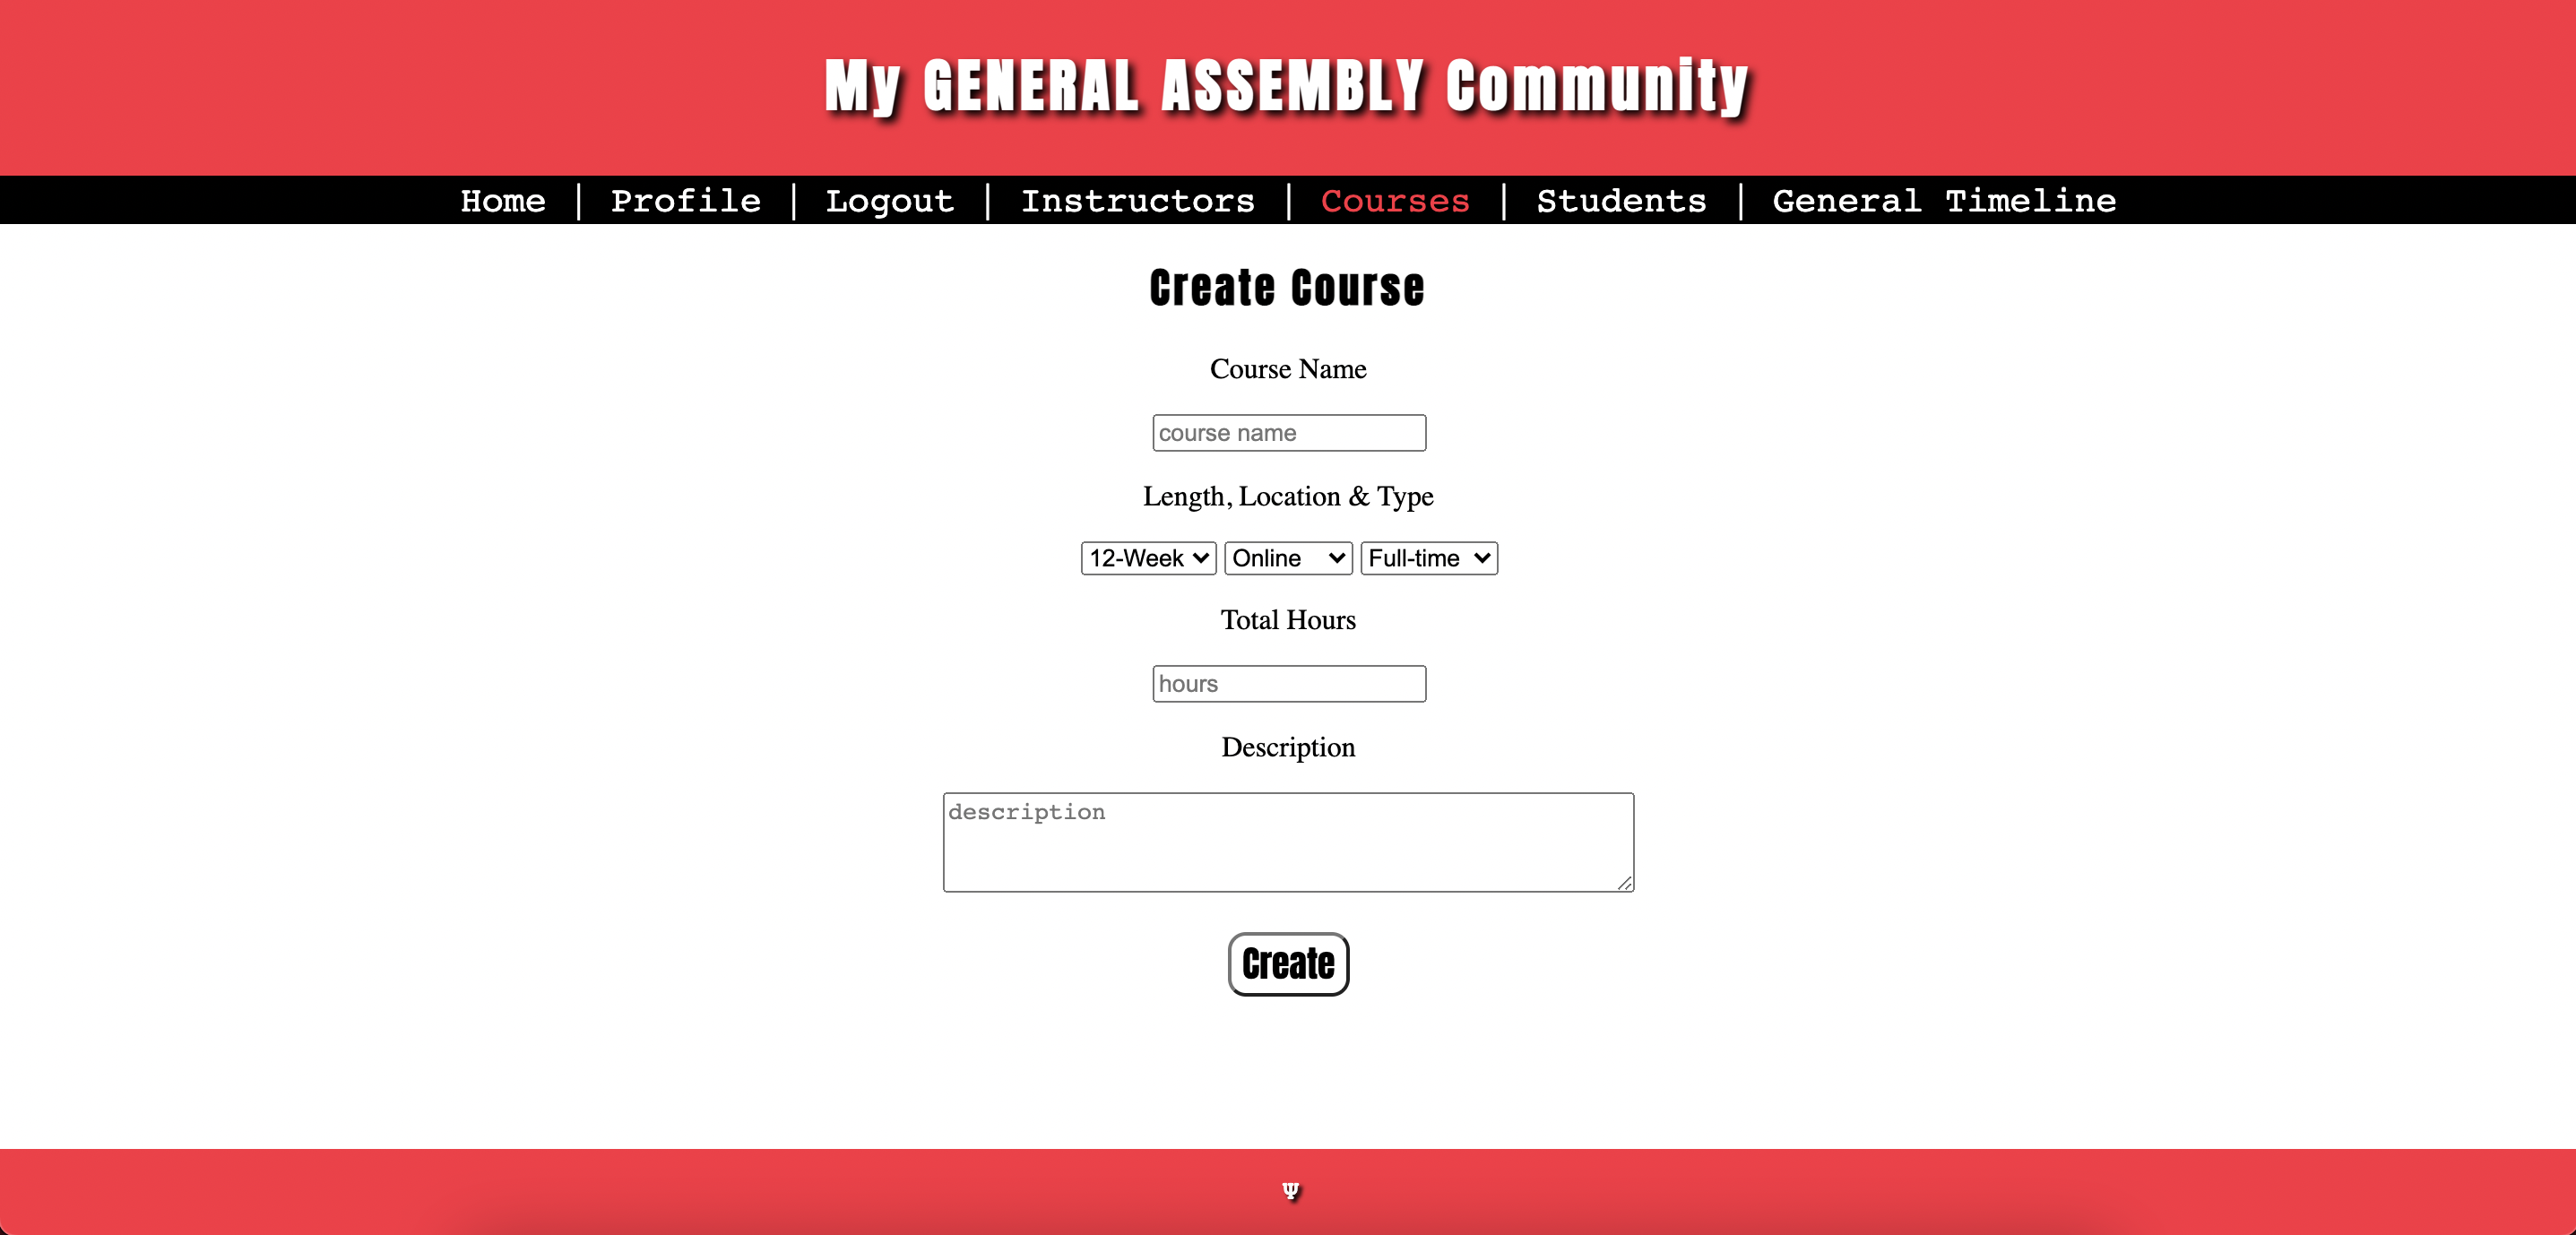 My GENERAL ASSEMBLY Community
Home | Profile | Logout | Instructors | Courses | Students | General Timeline
Create Course
Course Name
course name
Length, Location & Type
12-Week Online Full-time
Total Hours
hours
Description
description
Create
Ψ